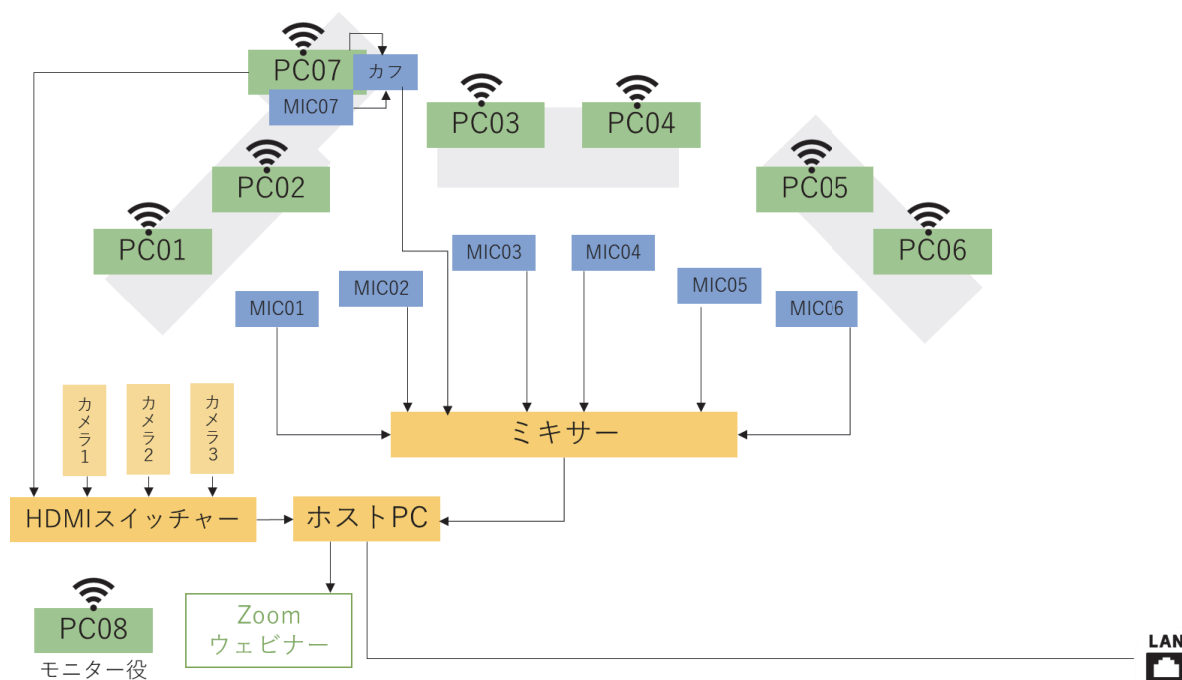 PC07
カフ
MIC07
PC03
PC04
PC02
PC05
PC01
PC06
MIC03
MIC04
MIC02
MIC05
MIC01
MIC06
カメラ1
カメラ2
カメラ3
ミキサー
HDMIスイッチャー
ホストPC
PC08
モニター役
Zoom
ウェビナー
LAN